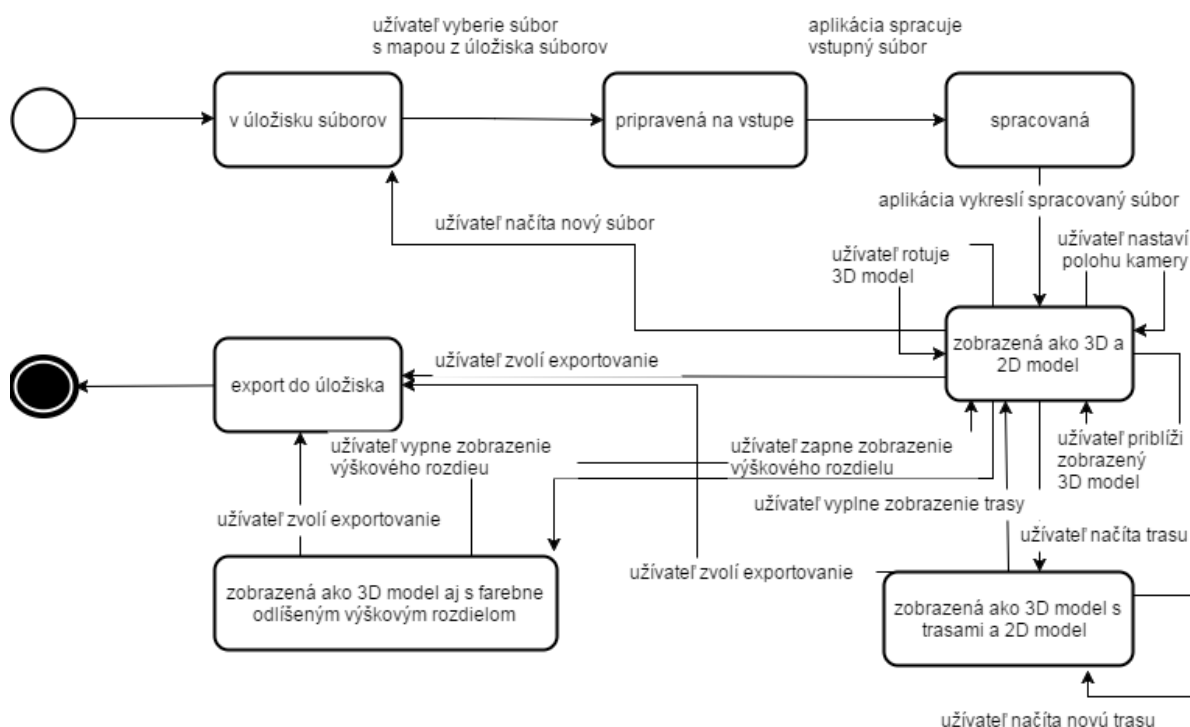 užívateľ vyberie súbor
s mapou z úložiska súborov
aplikácia spracuje
vstupný súbor
v úložisku súborov
pripravená na vstupe
spracovaná
aplikácia vykreslí spracovaný súbor
užívateľ načíta nový súbor
užívateľ rotuje
3D model
užívateľ nastaví
polohu kamery
zobrazená ako 3D a
2D model
užívateľ zvolí exportovanie
export do úložiska
užívateľ vypne zobrazenie
výškového rozdieu
užívateľ zapne zobrazenie
výškového rozdielu
užívateľ priblíži
zobrazený
3D model
užívateľ vyplne zobrazenie trasy
užívateľ zvolí exportovanie
užívateľ načíta trasu
užívateľ zvolí exportovanie
zobrazená ako 3D model aj s farebne
odlíšeným výškovým rozdielom
zobrazená ako 3D model s
trasami a 2D model
užívateľ načíta novú trasu